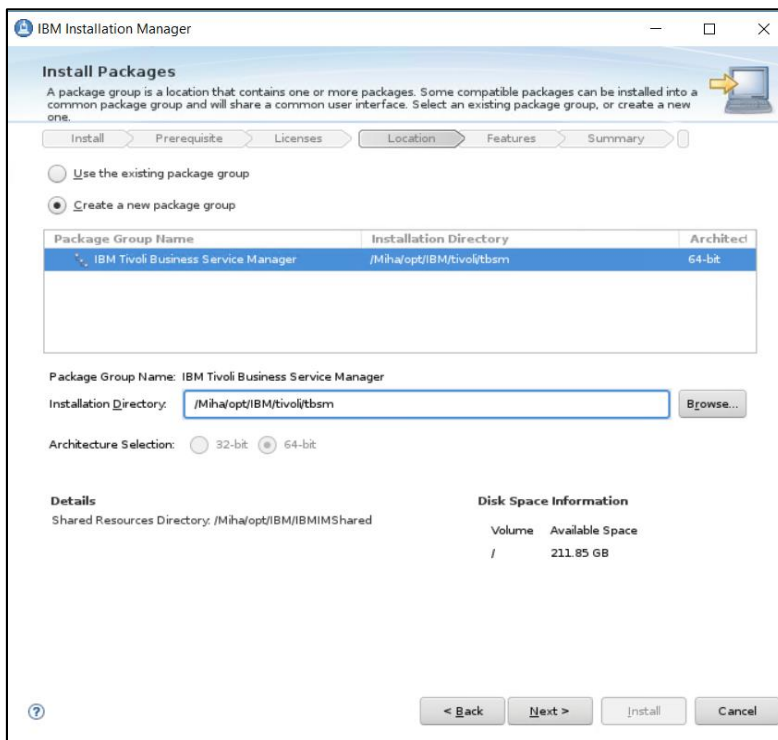 IBM Installation Manager
Install Packages
A package group is a location that contains one or more packages. Some compatible packages can be installed into a
common package group and will share a common user interface. Select an existing package group, or create a new
one.
Install Prerequisite Licenses Location Features Summary
Use the existing package group
Create a new package group
Package Group Name Installation Directory Architect
IBM Tivoli Business Service Manager /Miha/opt/IBM/tivoli/tbsm 64-bit
Package Group Name: IBM Tivoli Business Service Manager
Installation Directory: /Miha/opt/IBM/tivoli/tbsm Browse...
Architecture Selection: 32-bit 64-bit
Details Disk Space Information
Shared Resources Directory: /Miha/opt/IBM/IBMIMShared
Volume Available Space
/ 211.85 GB
? < Back Next > Install Cancel